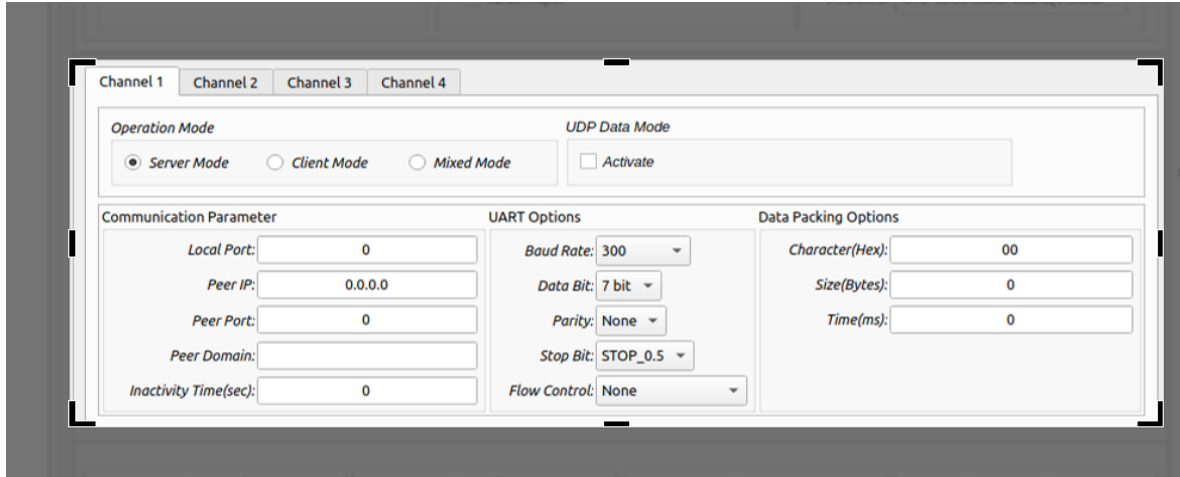 Channel 1 Channel 2 Channel 3 Channel 4
Operation Mode UDP Data Mode
Server Mode Client Mode Mixed Mode Activate
Communication Parameter UART Options Data Packing Options
Local Port: 0 Baud Rate: 300 Character(Hex): 00
Peer IP: 0.0.0.0 Data Bit: 7 bit Size(Bytes): 0
Peer Port: 0 Parity: None Time(ms): 0
Peer Domain: Stop Bit: STOP_0.5
Inactivity Time(sec): 0 Flow Control: None